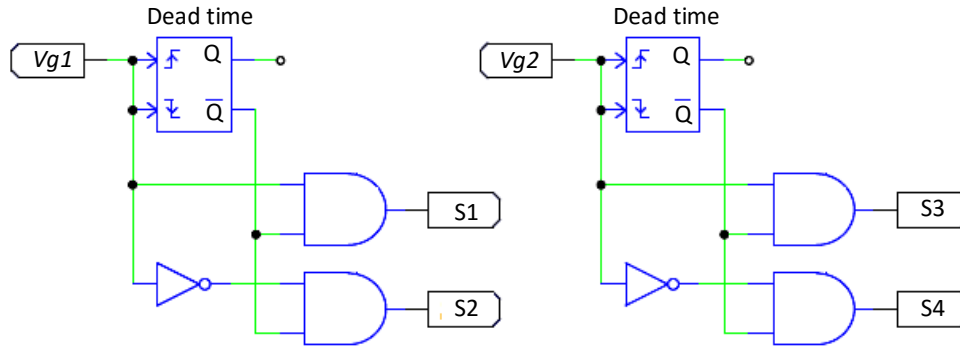 Dead time
Vg1
Q
Q̅
S1
S2
Dead time
Vg2
Q
Q̅
S3
S4